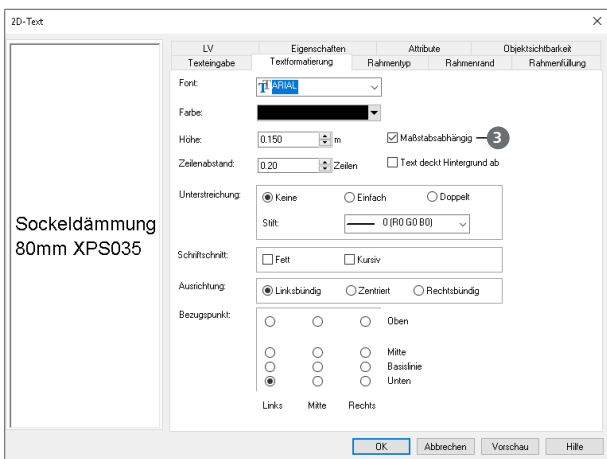 2D-Text
LV Eigenschaften Attribute Objektsichtbarkeit
Texteingabe Textformatierung Rahmentyp Rahmenrand Rahmenfüllung
Font: ARIAL
Farbe:
Höhe: 0.150 m Maßstabsabhängig 3
Zeilenabstand: 0.20 Zeilen Text deckt Hintergrund ab
Unterstreichung: Keine Einfach Doppelt
Stift: 0 (R0 G0 B0)
Sockeldämmung
80mm XPS035
Schriftschnitt: Fett Kursiv
Ausrichtung: Linksbündig Zentriert Rechtsbündig
Bezugspunkt:
Oben
Mitte
Basislinie
Unten
Links Mitte Rechts
OK Abbrechen Vorschau Hilfe